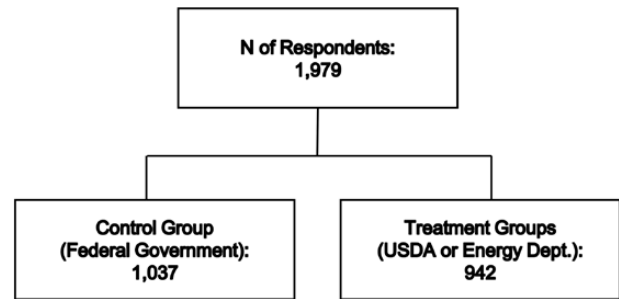 N of Respondents:
1,979
Control Group
(Federal Government):
1,037
Treatment Groups
(USDA or Energy Dept.):
942